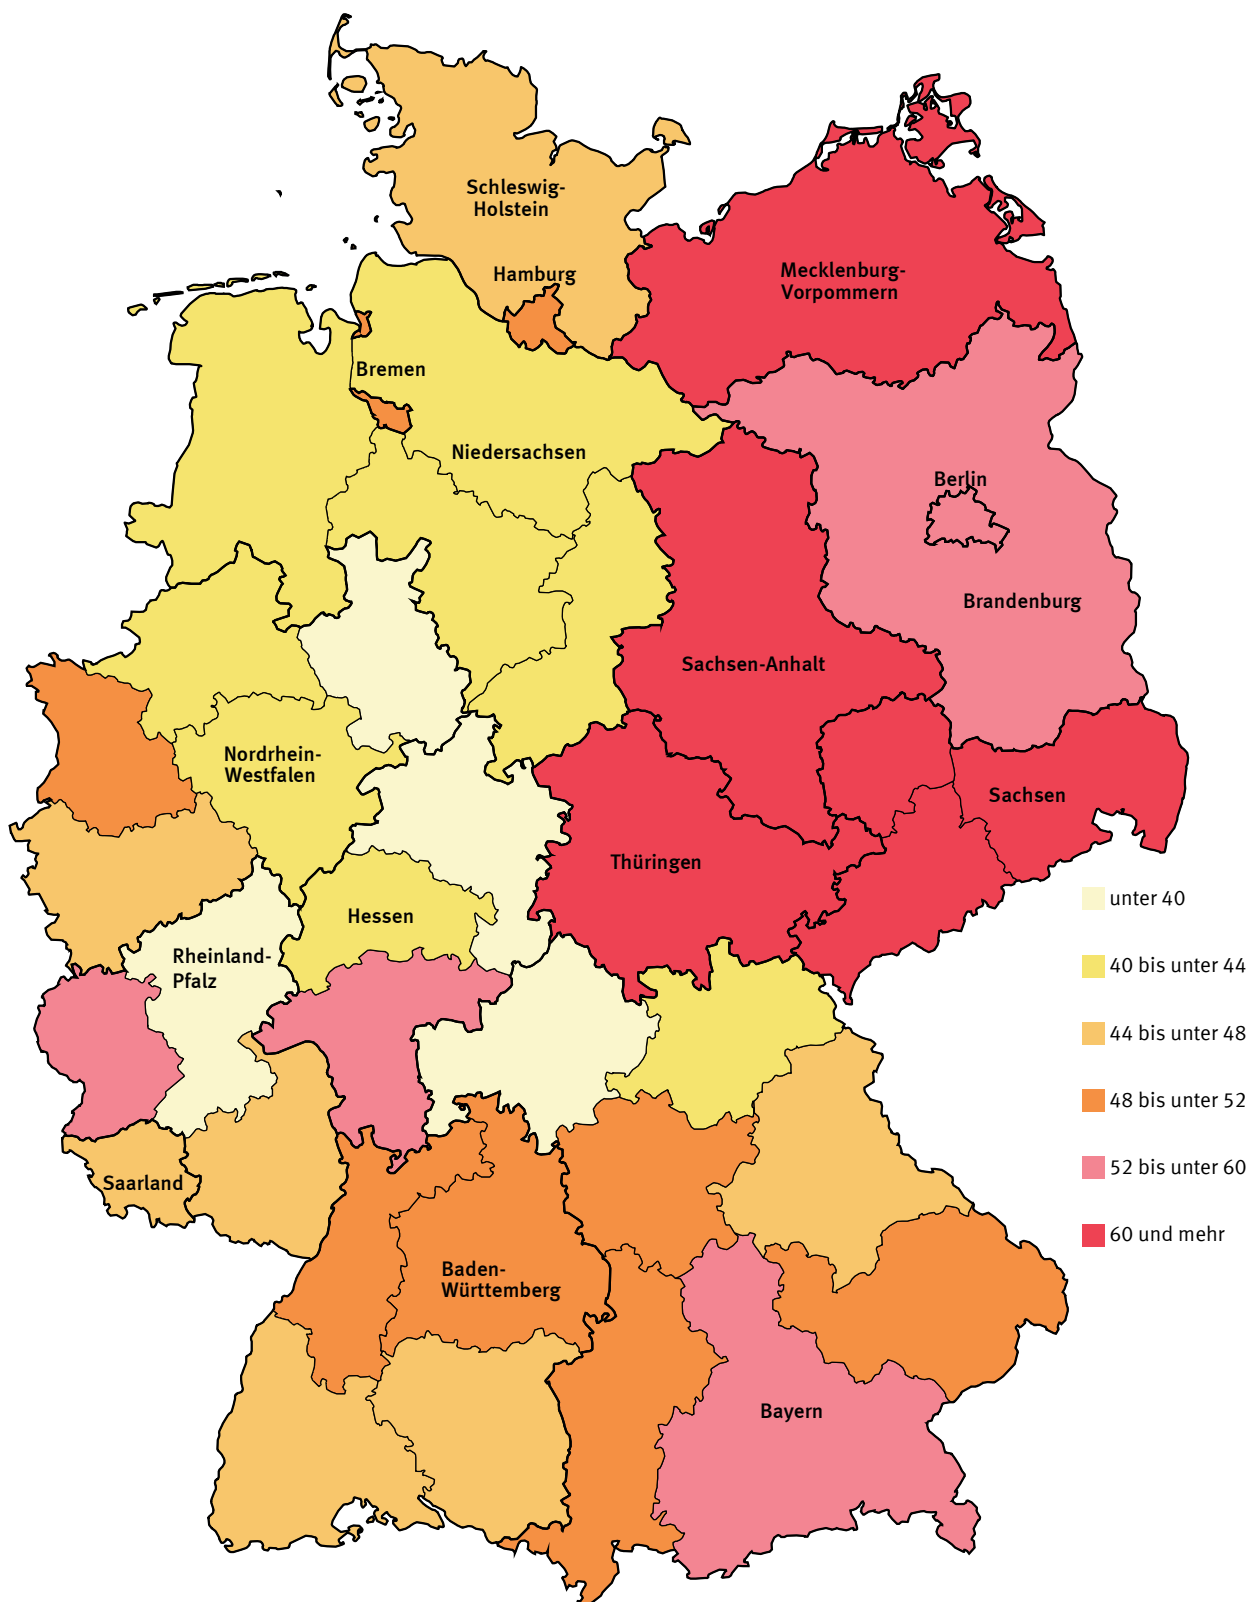 Schleswig-
Holstein
Hamburg
Mecklenburg-
Vorpommern
Bremen
Niedersachsen
Berlin
Brandenburg
Sachsen-Anhalt
Nordrhein-
Westfalen
Sachsen
Thüringen
Hessen
Rheinland-
Pfalz
Saarland
Baden-
Württemberg
Bayern
unter 40
40 bis unter 44
44 bis unter 48
48 bis unter 52
52 bis unter 60
60 und mehr